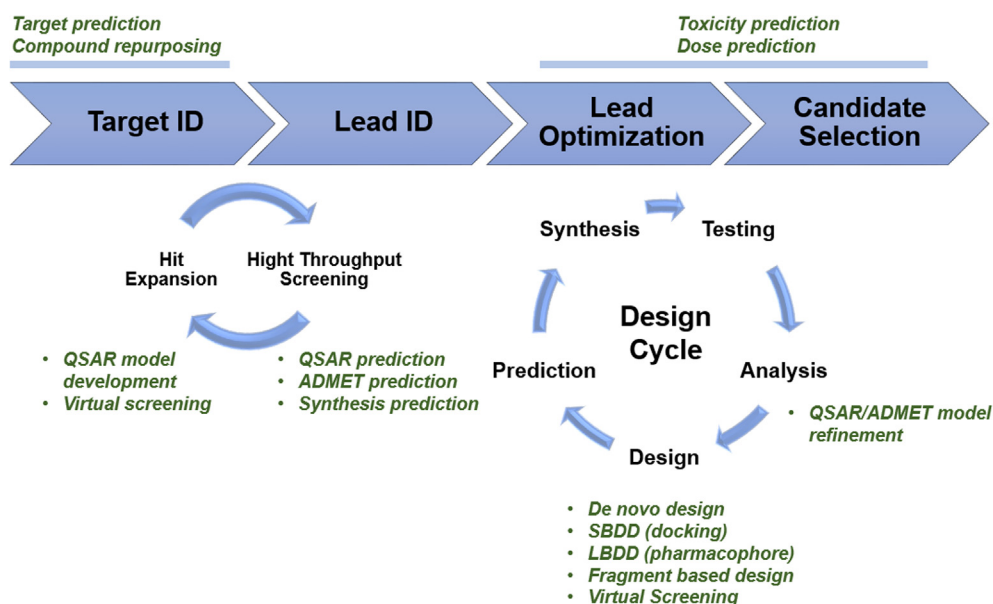 Target prediction
Compound repurposing
Toxicity prediction
Dose prediction
Target ID
Lead ID
Lead
Optimization
Candidate
Selection
Hit
Expansion
Hight Throughput
Screening
• QSAR model
development
• Virtual screening
• QSAR prediction
• ADMET prediction
• Synthesis prediction
Synthesis
Testing
Design
Cycle
Prediction
Analysis
• QSAR/ADMET model
refinement
Design
• De novo design
• SBDD (docking)
• LBDD (pharmacophore)
• Fragment based design
• Virtual Screening